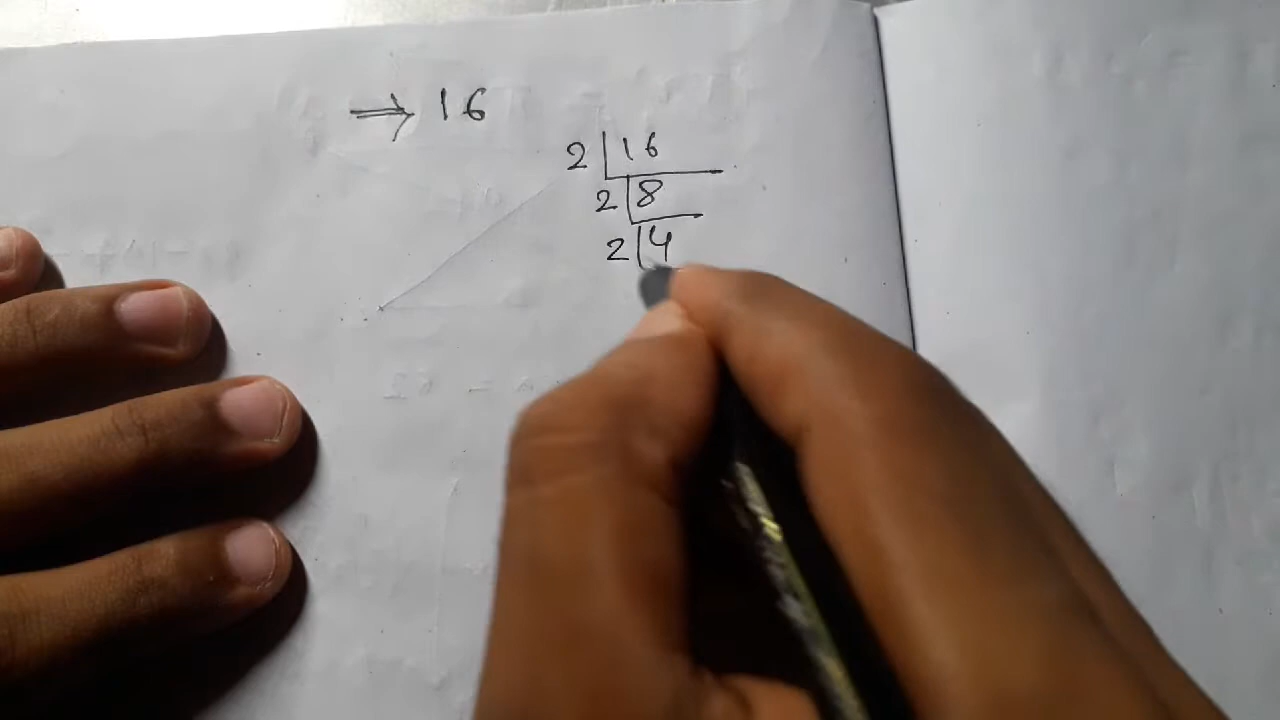 ⇒ 16
2 | 16
2 | 8
2 | 4